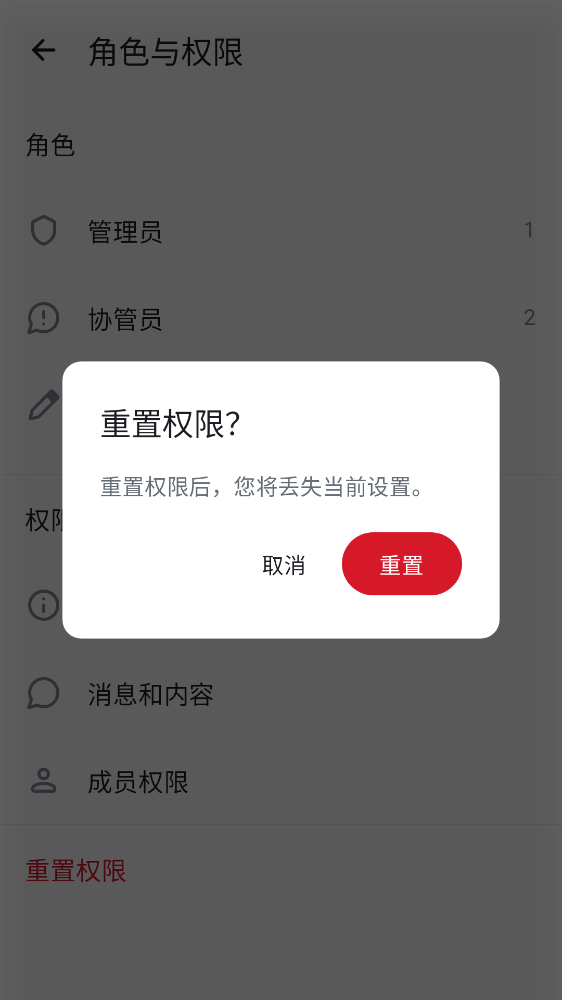 角色与权限
角色
管理员 1
协管员 2
重置权限?
重置权限后，您将丢失当前设置。
权限
取消 重置
消息和内容
成员权限
重置权限